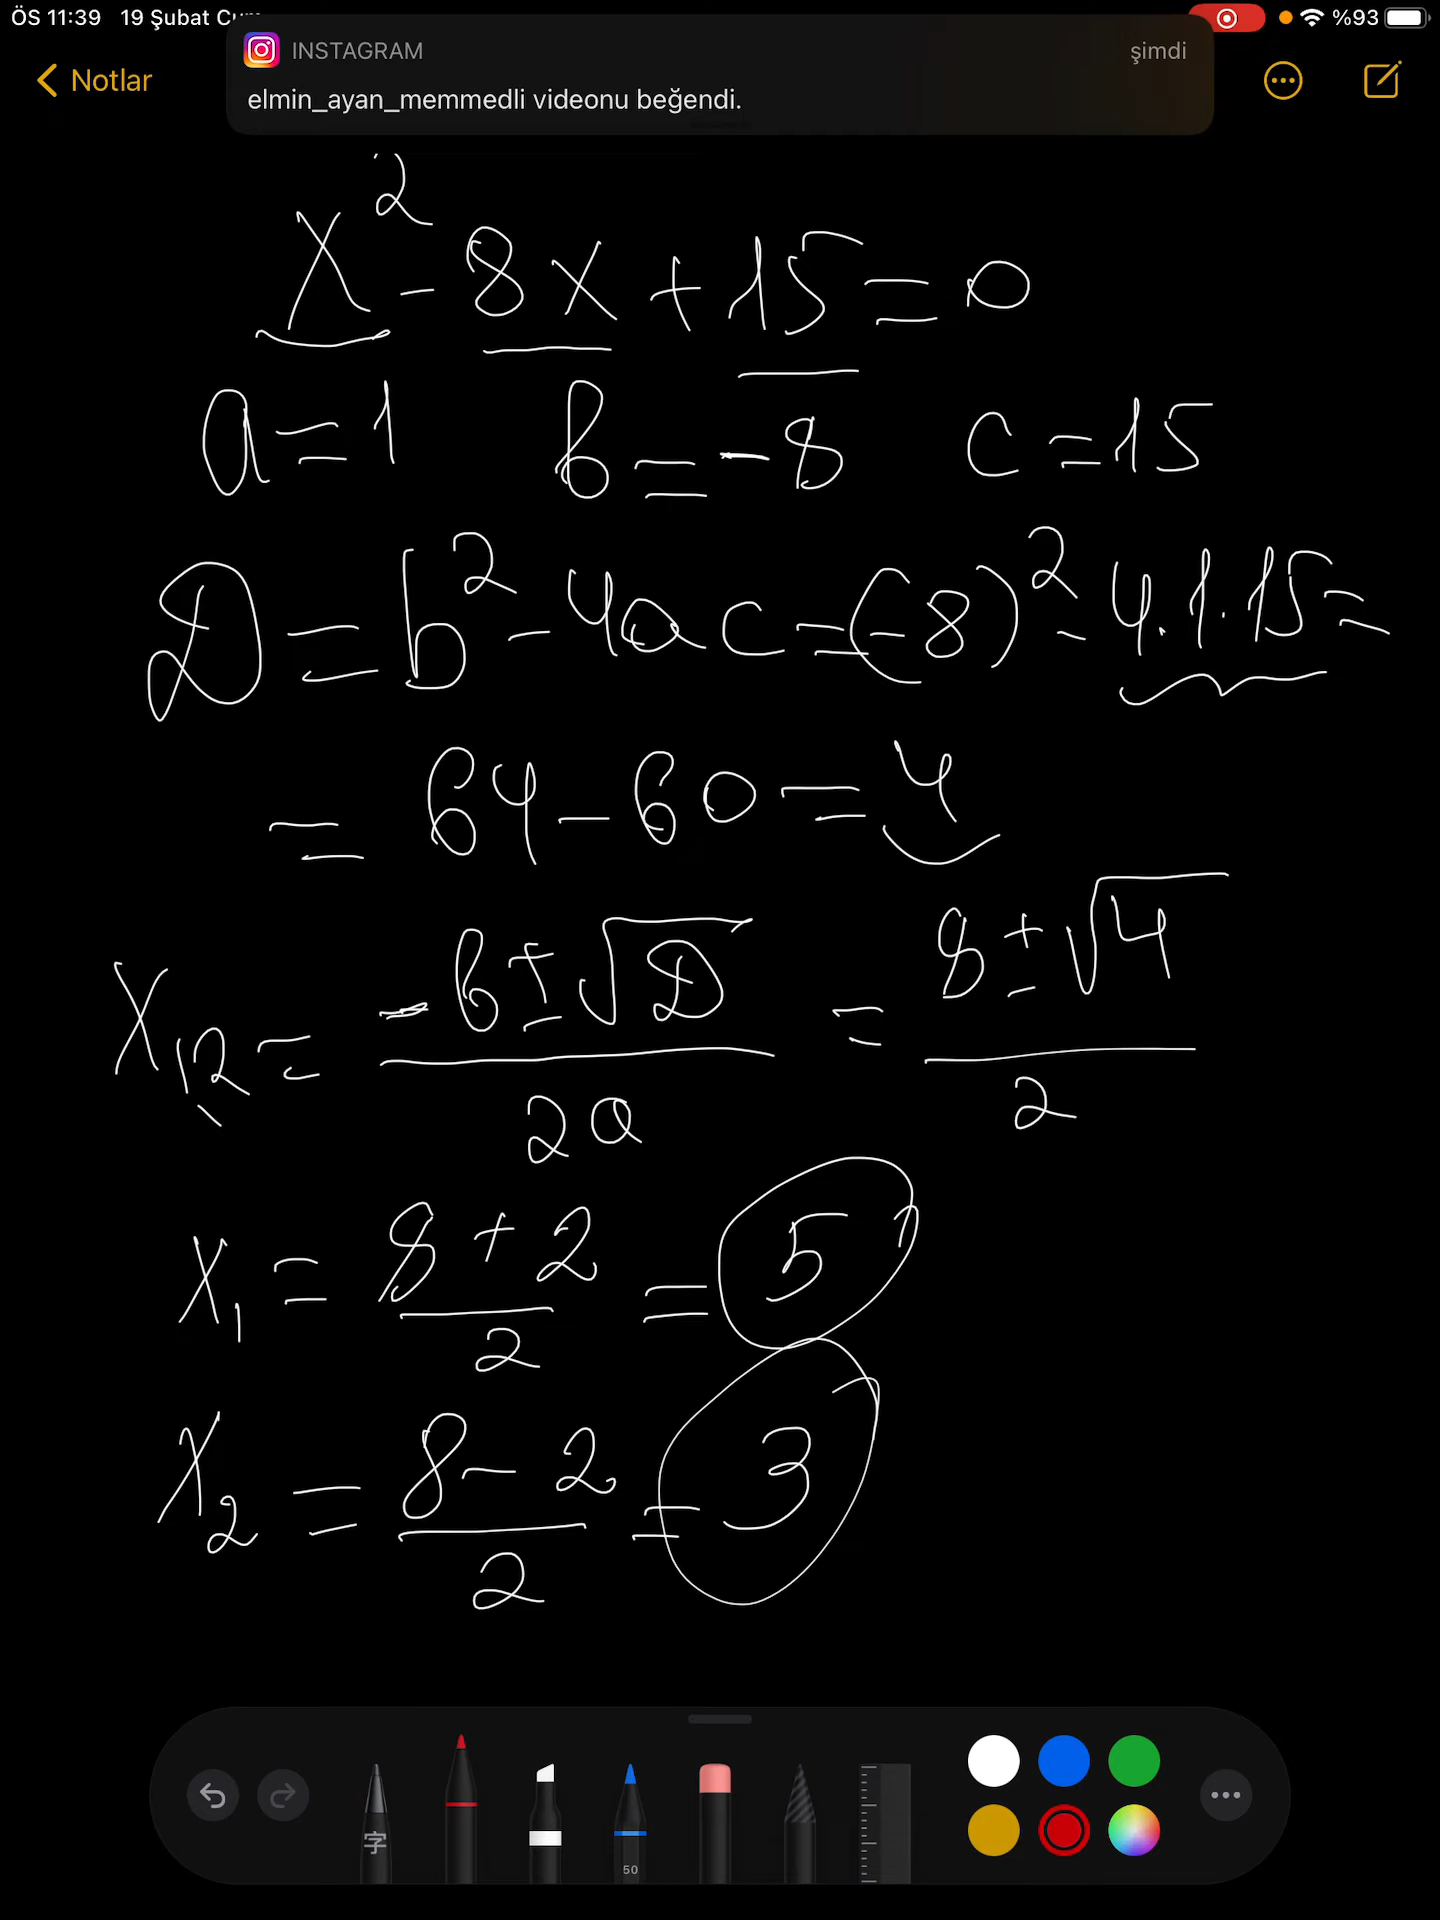 ÖS 11:39 19 Şubat Cum %93
INSTAGRAM şimdi
Notlar
elmin_ayan_memmedli videonu beğendi.
x² - 8x + 15 = 0
a = 1 b = -8 c = 15
D = b² - 4ac = (-8)² - 4.1.15 =
= 64 - 60 = 4
x₁₂ = (-b ± √D) / 2a = (8 ± √4) / 2
x₁ = (8 + 2) / 2 = 5
x₂ = (8 - 2) / 2 = 3
字
50